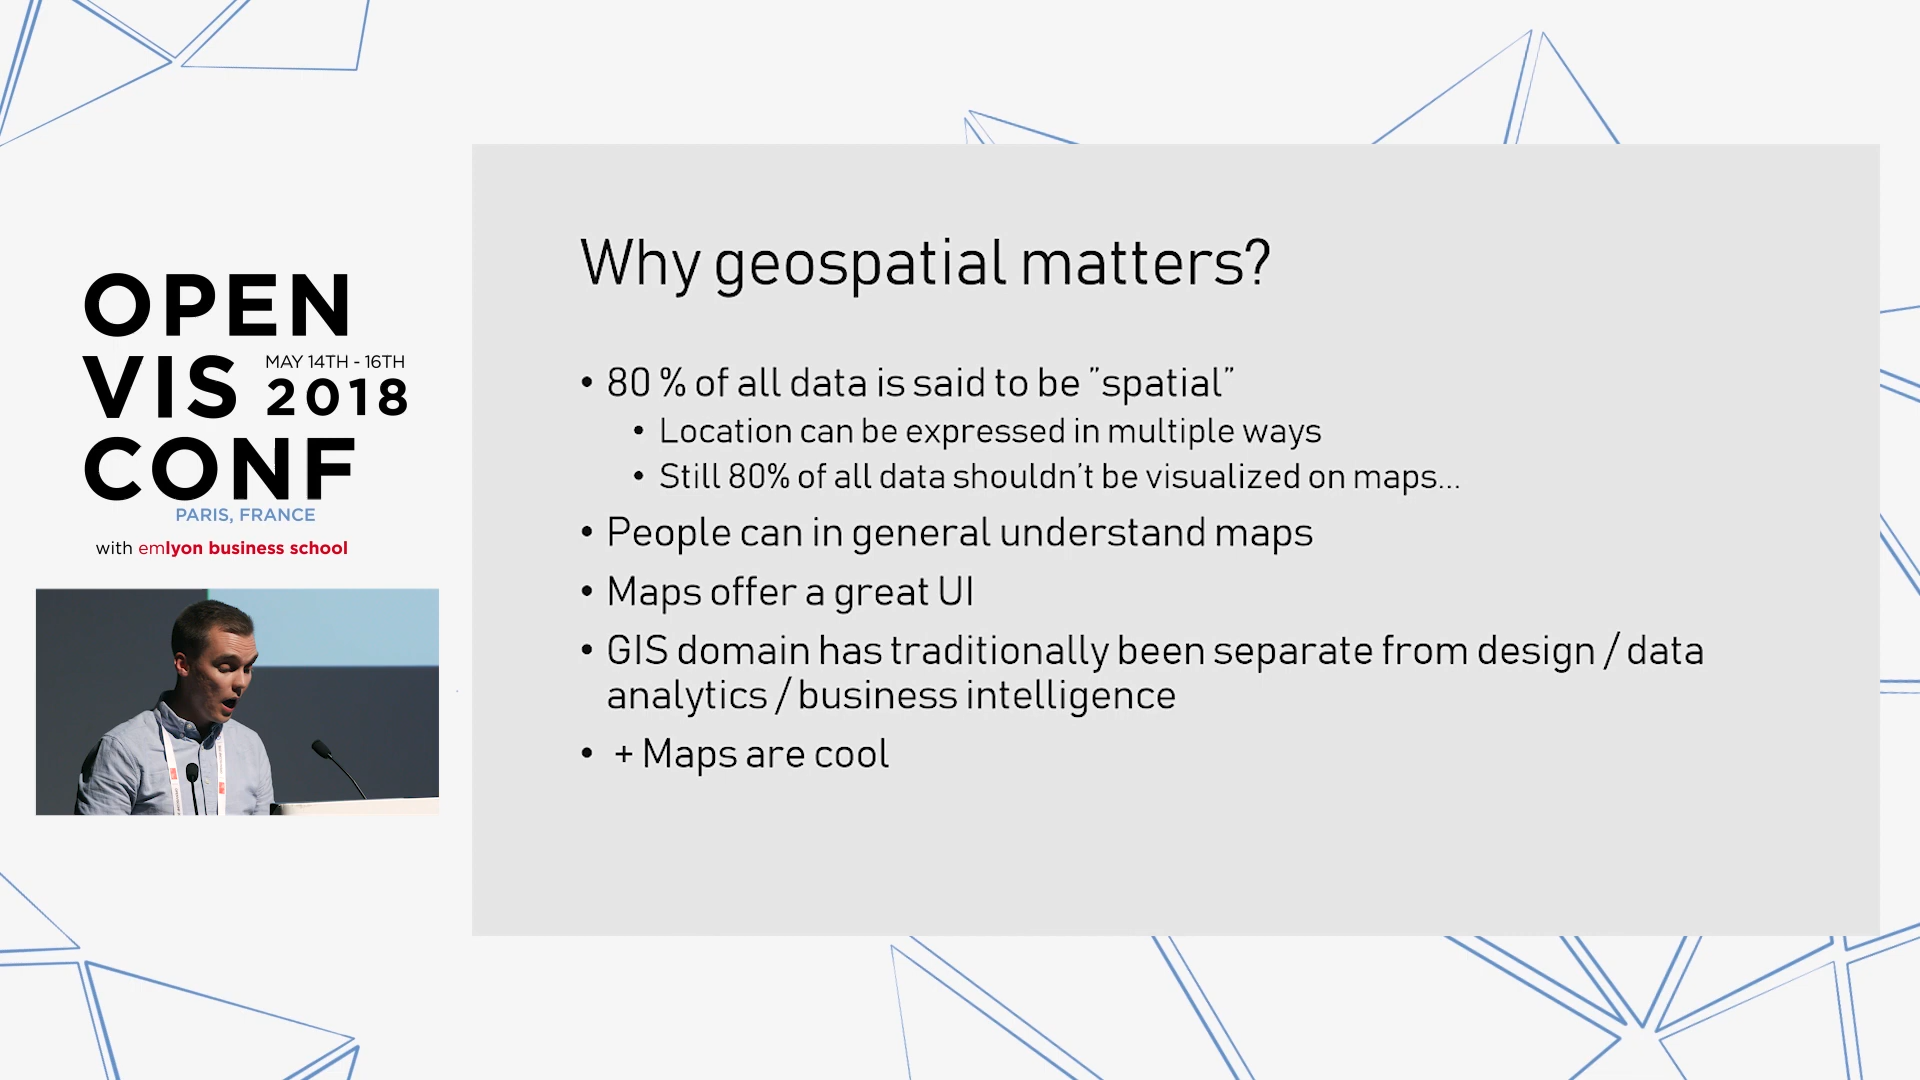 OPEN
VIS
MAY 14TH - 16TH
2018
CONF
PARIS, FRANCE
with emlyon business school
Why geospatial matters?
• 80 % of all data is said to be ”spatial”
• Location can be expressed in multiple ways
• Still 80% of all data shouldn’t be visualized on maps...
• People can in general understand maps
• Maps offer a great UI
• GIS domain has traditionally been separate from design / data
analytics / business intelligence
• + Maps are cool